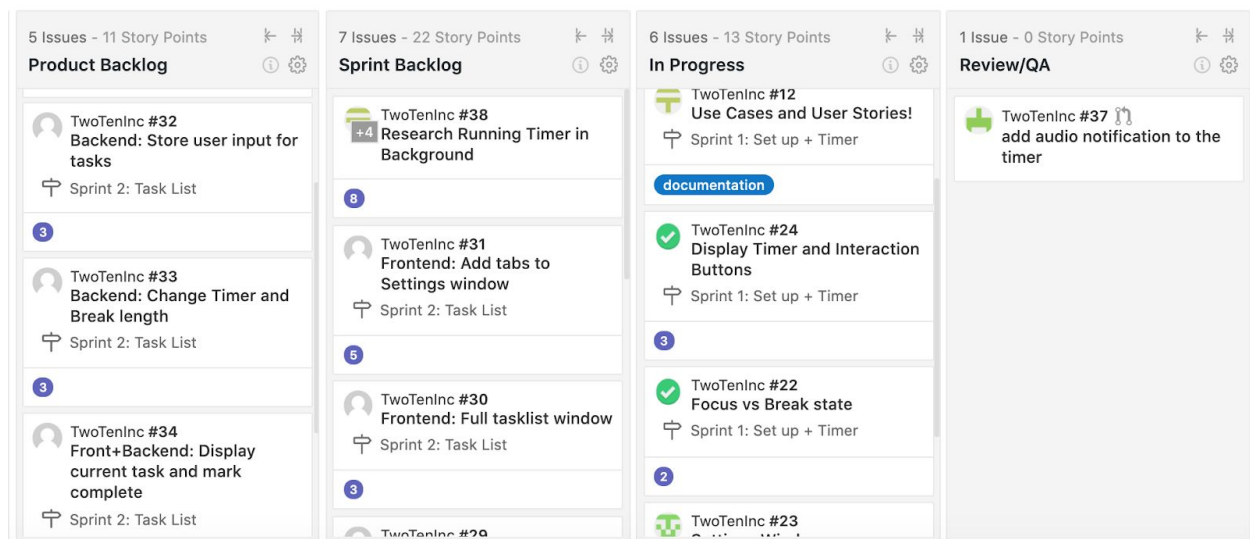 5 Issues - 11 Story Points
Product Backlog
TwoTenInc #32
Backend: Store user input for
tasks
Sprint 2: Task List
3
TwoTenInc #33
Backend: Change Timer and
Break length
Sprint 2: Task List
3
TwoTenInc #34
Front+Backend: Display
current task and mark
complete
Sprint 2: Task List
7 Issues - 22 Story Points
Sprint Backlog
TwoTenInc #38
+4
Research Running Timer in
Background
8
TwoTenInc #31
Frontend: Add tabs to
Settings window
Sprint 2: Task List
5
TwoTenInc #30
Frontend: Full tasklist window
Sprint 2: Task List
3
TwoTenInc #29
6 Issues - 13 Story Points
In Progress
TwoTenInc #12
Use Cases and User Stories!
Sprint 1: Set up + Timer
documentation
TwoTenInc #24
Display Timer and Interaction
Buttons
Sprint 1: Set up + Timer
3
TwoTenInc #22
Focus vs Break state
Sprint 1: Set up + Timer
2
TwoTenInc #23
1 Issue - 0 Story Points
Review/QA
TwoTenInc #37
add audio notification to the
timer